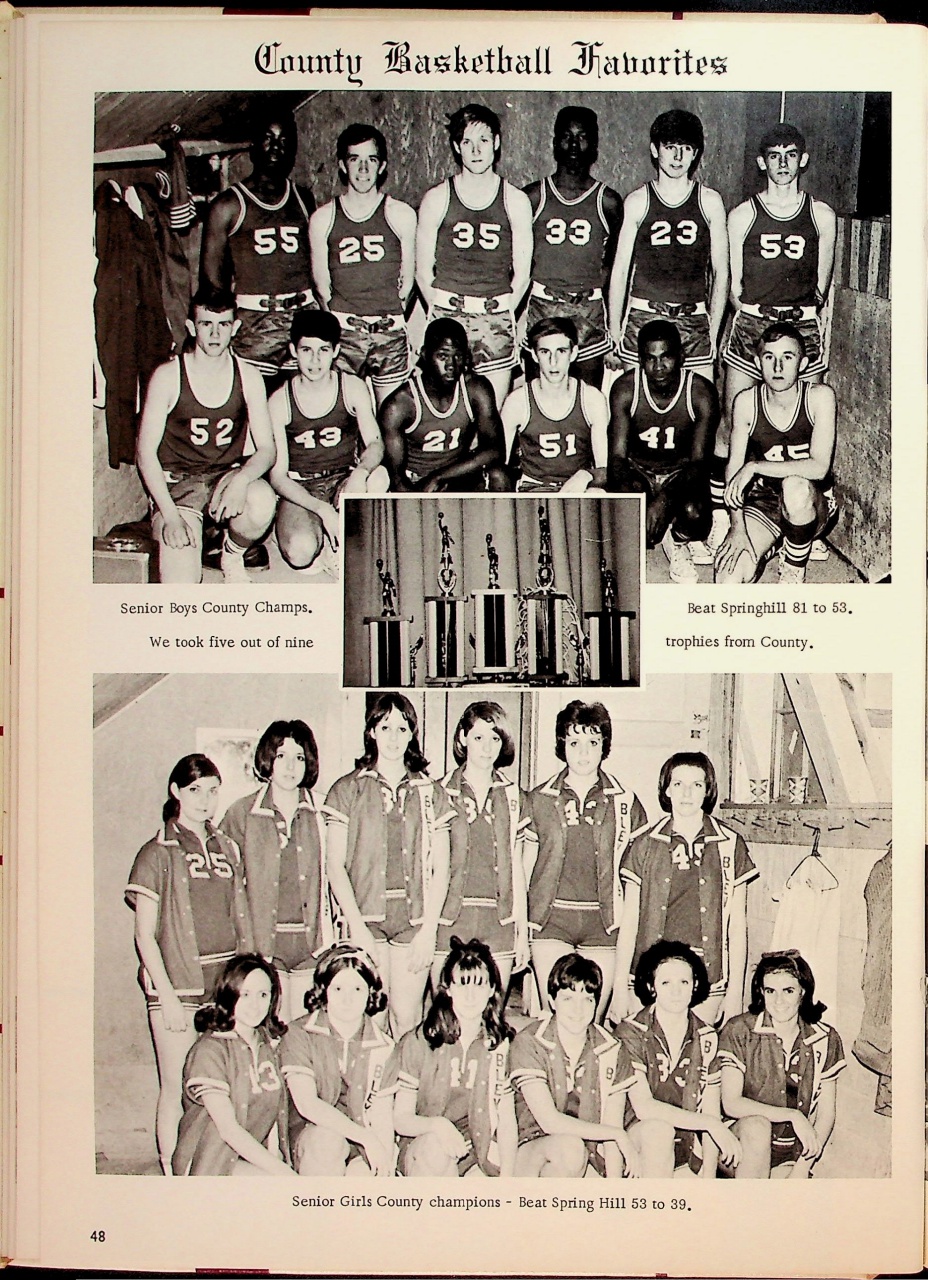 County Basketball Favorites
55
25
35
33
23
53
52
43
21
51
41
45
Senior Boys County Champs.
Beat Springhill 81 to 53.
We took five out of nine
trophies from County.
25
B
B
13
11
B
B
Senior Girls County champions - Beat Spring Hill 53 to 39.
48